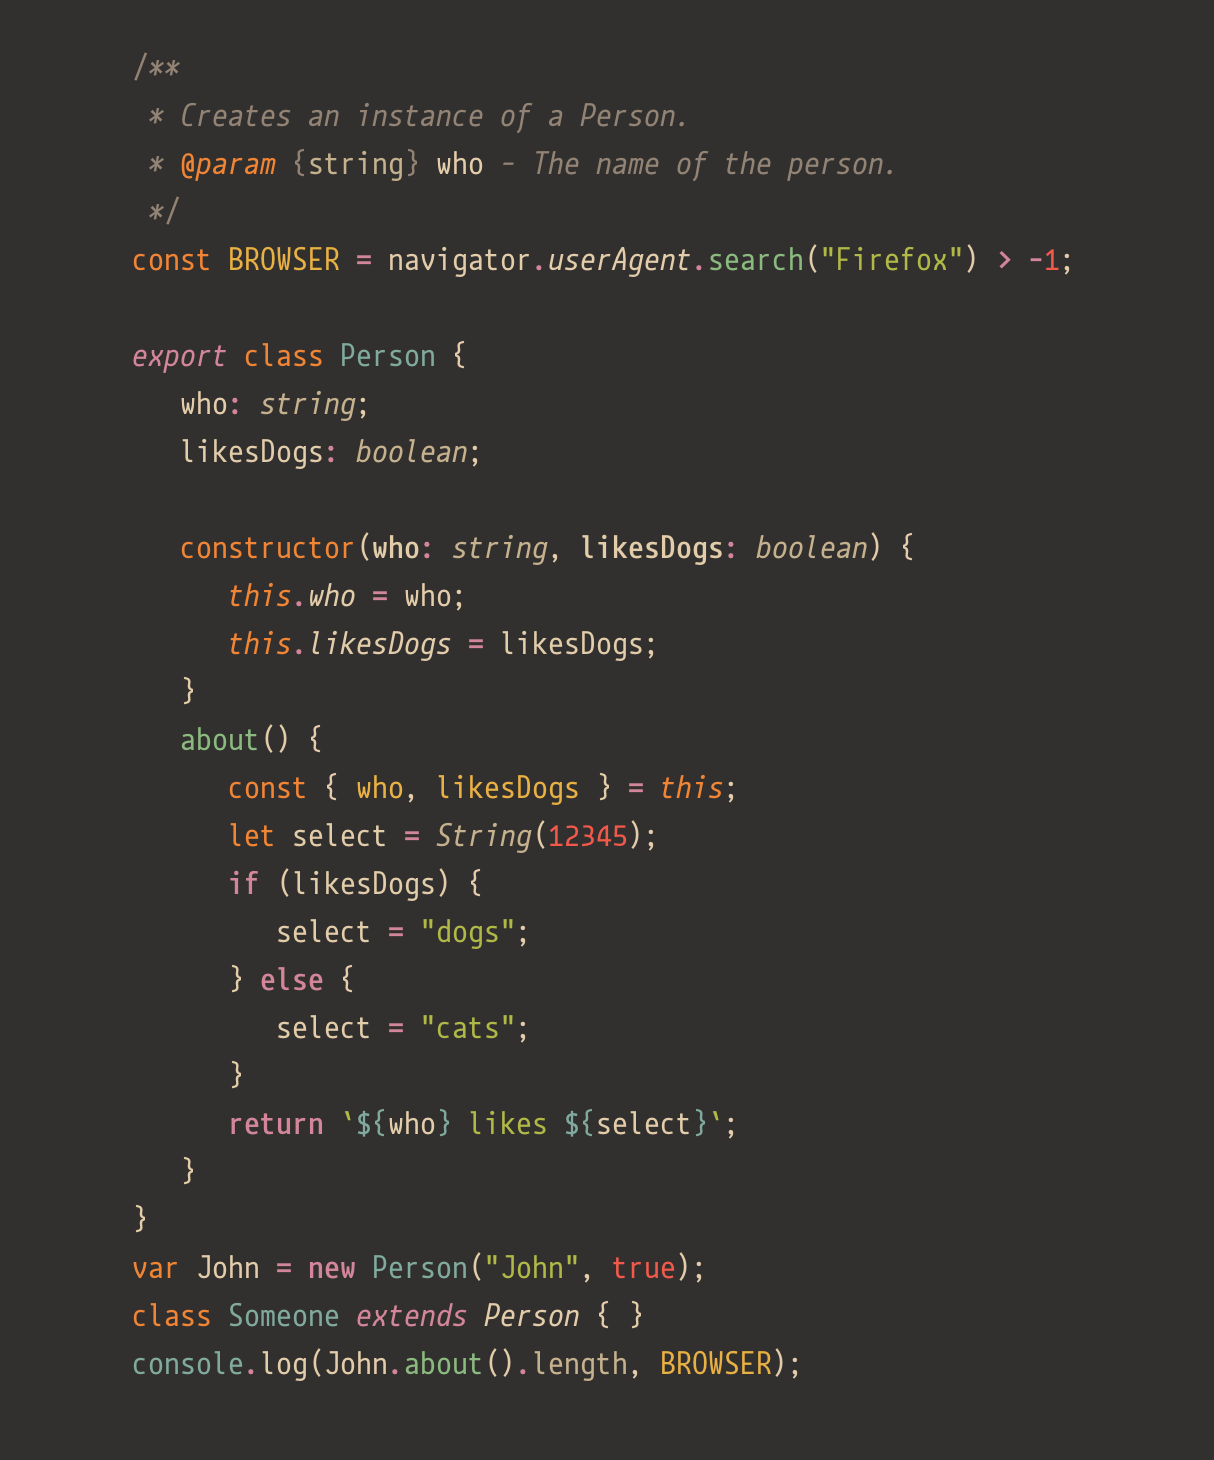 /**
 * Creates an instance of a Person.
 * @param {string} who - The name of the person.
 */
const BROWSER = navigator.userAgent.search("Firefox") > -1;

export class Person {
   who: string;
   likesDogs: boolean;

   constructor(who: string, likesDogs: boolean) {
      this.who = who;
      this.likesDogs = likesDogs;
   }
   about() {
      const { who, likesDogs } = this;
      let select = String(12345);
      if (likesDogs) {
         select = "dogs";
      } else {
         select = "cats";
      }
      return `${who} likes ${select}`;
   }
}
var John = new Person("John", true);
class Someone extends Person { }
console.log(John.about().length, BROWSER);